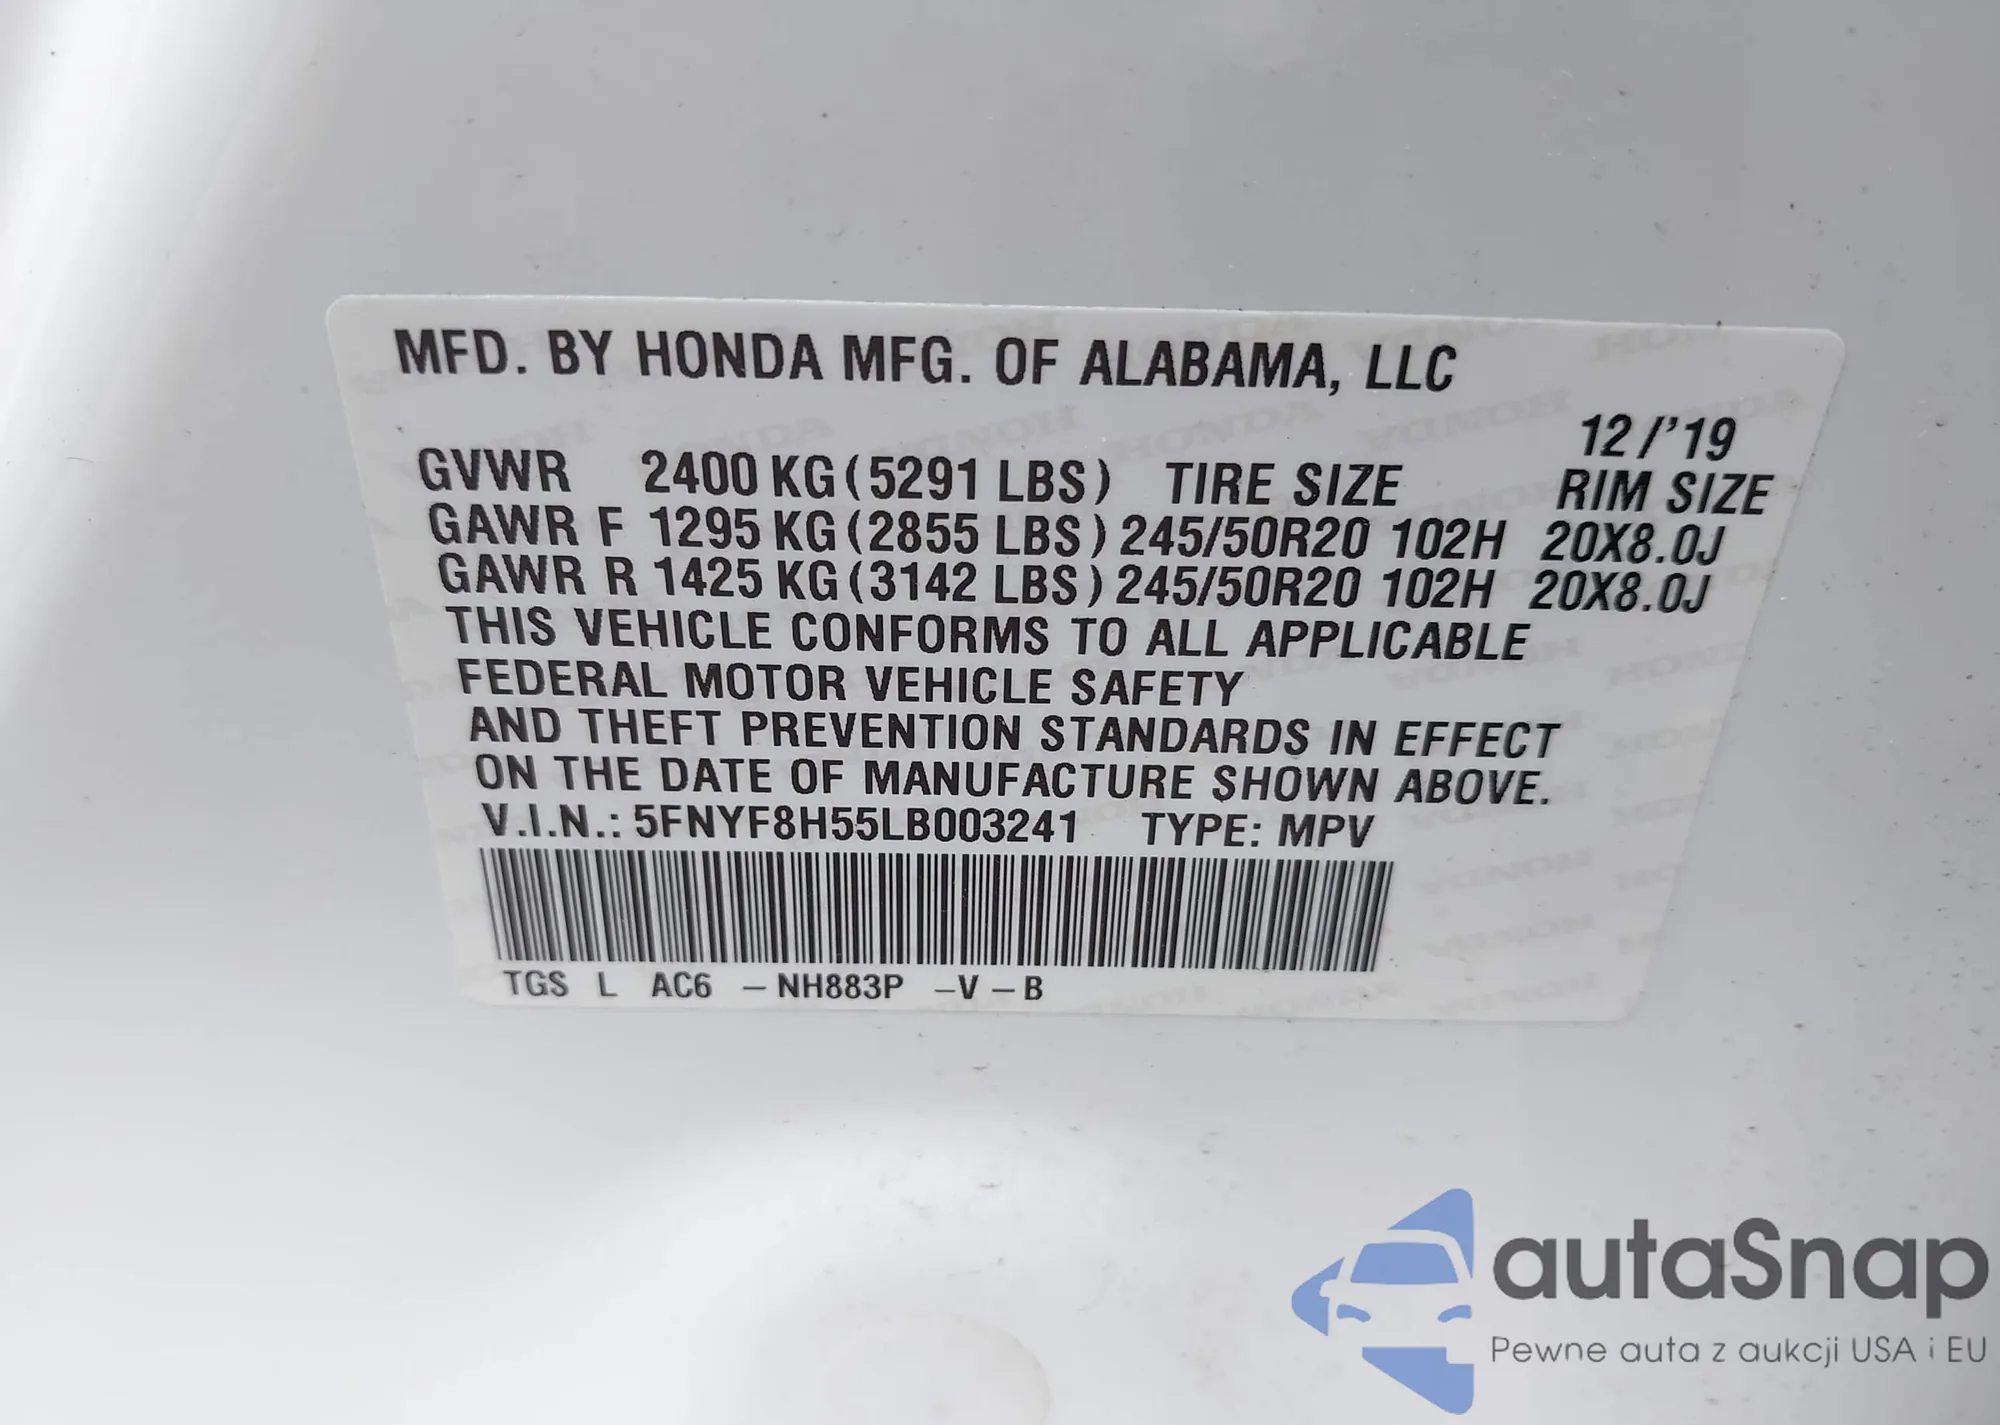 MFD. BY HONDA MFG. OF ALABAMA, LLC
12/'19
GVWR 2400 KG (5291 LBS) TIRE SIZE RIM SIZE
GAWR F 1295 KG (2855 LBS) 245/50R20 102H 20X8.0J
GAWR R 1425 KG (3142 LBS) 245/50R20 102H 20X8.0J
THIS VEHICLE CONFORMS TO ALL APPLICABLE
FEDERAL MOTOR VEHICLE SAFETY
AND THEFT PREVENTION STANDARDS IN EFFECT
ON THE DATE OF MANUFACTURE SHOWN ABOVE.
V.I.N.: 5FNYF8H55LB003241 TYPE: MPV
TGS L AC6 – NH883P – V – B
autaSnap
Pewne auta z aukcji USA i EU